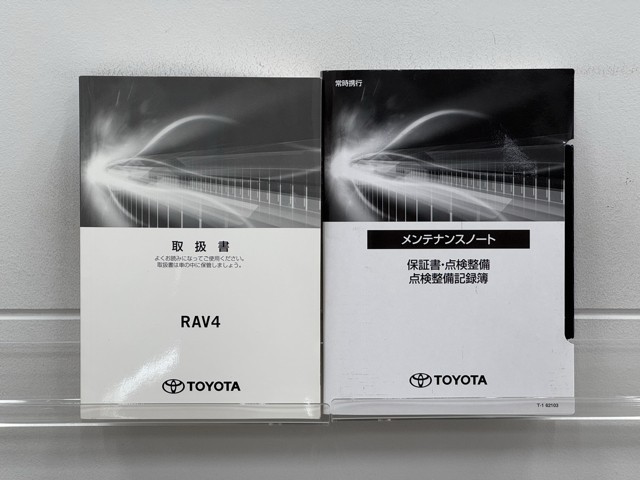 取扱書
よくお読みになってご使用ください。
取扱書は車の中に保管しましょう。
RAV4
TOYOTA
常時携行
メンテナンスノート
保証書・点検整備
点検整備記録簿
TOYOTA
T-1 62103